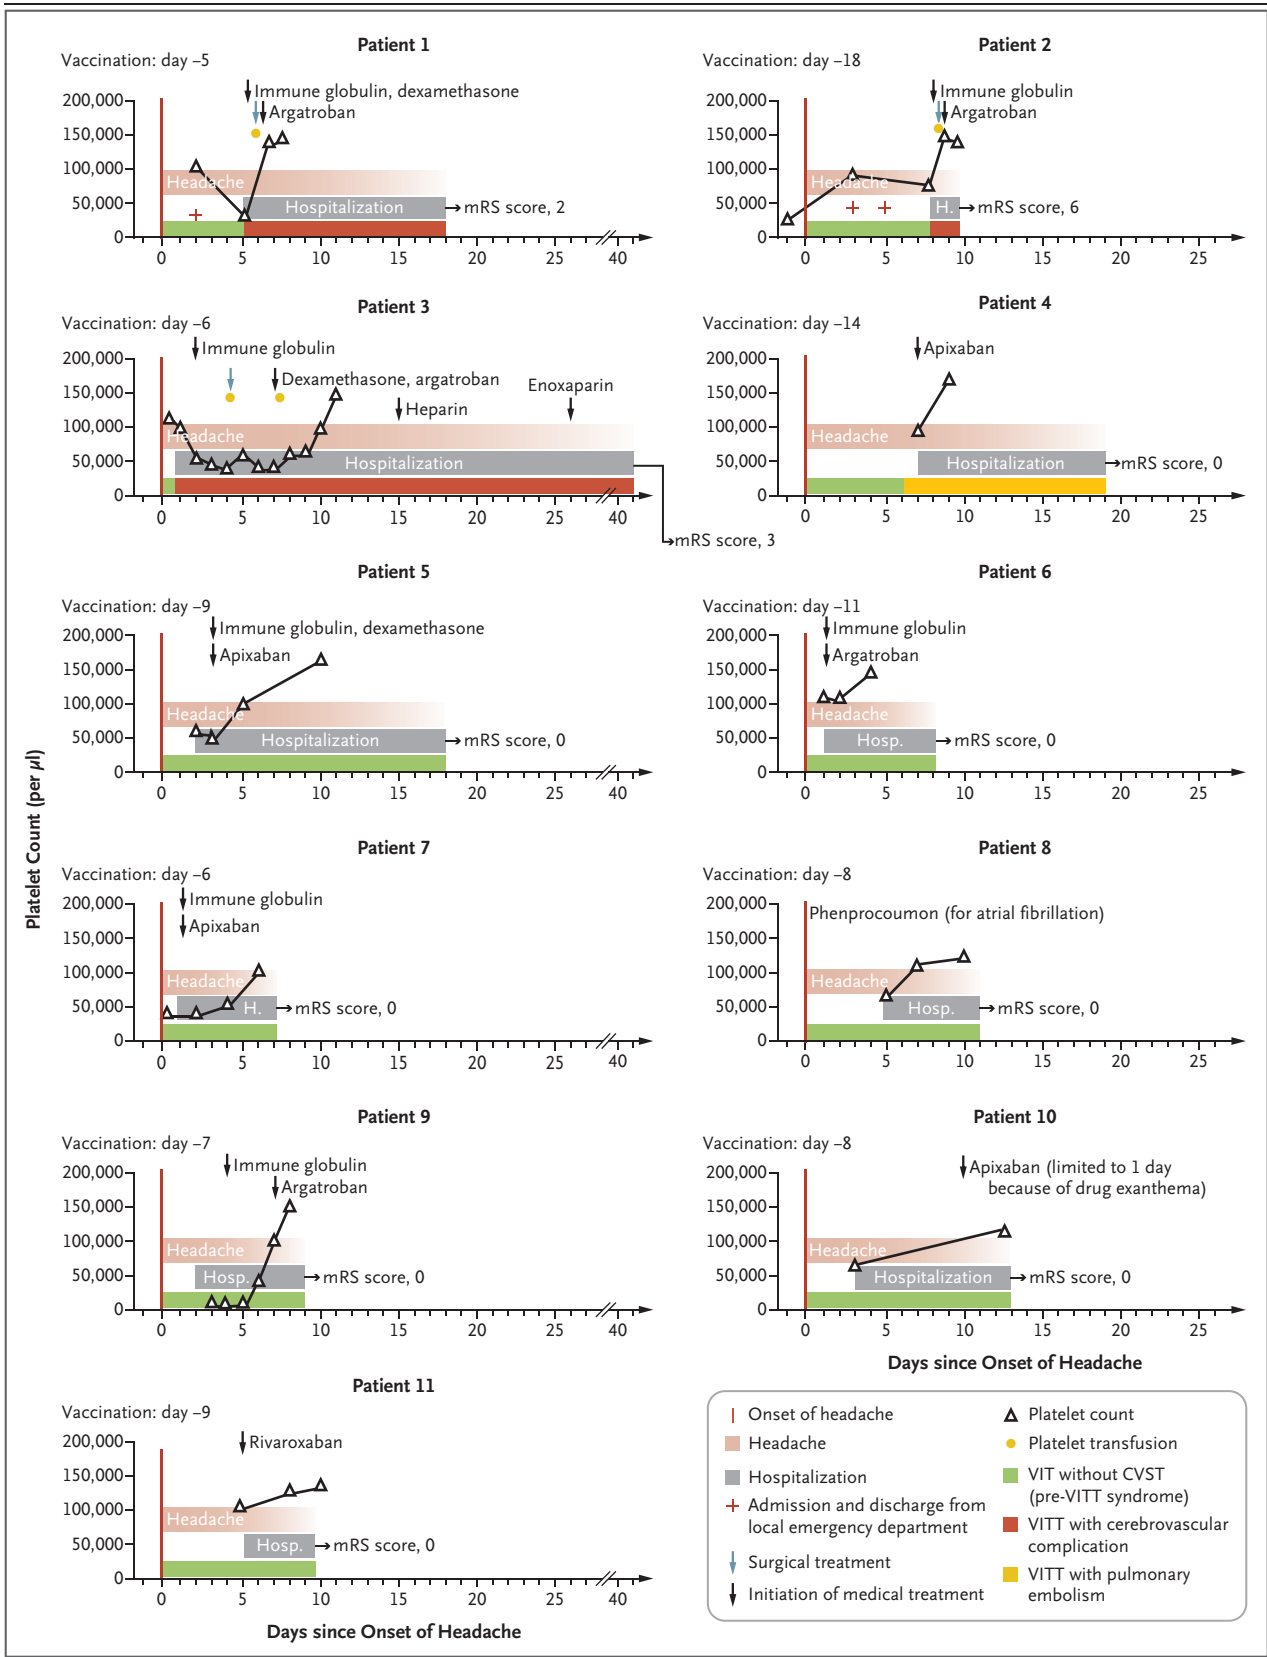 Platelet Count (per µl)
Patient 1
Vaccination: day –5
Immune globulin, dexamethasone
Argatroban
200,000
150,000
100,000
50,000
0
Headache
Hospitalization
mRS score, 2
0 5 10 15 20 25 40
Patient 2
Vaccination: day –18
Immune globulin
Argatroban
200,000
150,000
100,000
50,000
0
Headache
H.
mRS score, 6
0 5 10 15 20 25
Patient 3
Vaccination: day –6
Immune globulin
Dexamethasone, argatroban
Enoxaparin
Heparin
200,000
150,000
100,000
50,000
0
Headache
Hospitalization
0 5 10 15 20 25 40
mRS score, 3
Patient 4
Vaccination: day –14
Apixaban
200,000
150,000
100,000
50,000
0
Headache
Hospitalization
mRS score, 0
0 5 10 15 20 25
Patient 5
Vaccination: day –9
Immune globulin, dexamethasone
Apixaban
200,000
150,000
100,000
50,000
0
Headache
Hospitalization
mRS score, 0
0 5 10 15 20 25 40
Patient 6
Vaccination: day –11
Immune globulin
Argatroban
200,000
150,000
100,000
50,000
0
Headache
Hosp.
mRS score, 0
0 5 10 15 20 25
Patient 7
Vaccination: day –6
Immune globulin
Apixaban
200,000
150,000
100,000
50,000
0
Headache
H.
mRS score, 0
0 5 10 15 20 25 40
Patient 8
Vaccination: day –8
Phenprocoumon (for atrial fibrillation)
200,000
150,000
100,000
50,000
0
Headache
Hosp.
mRS score, 0
0 5 10 15 20 25
Patient 9
Vaccination: day –7
Immune globulin
Argatroban
200,000
150,000
100,000
50,000
0
Headache
Hosp.
mRS score, 0
0 5 10 15 20 25 40
Patient 10
Vaccination: day –8
Apixaban (limited to 1 day
because of drug exanthema)
200,000
150,000
100,000
50,000
0
Headache
Hospitalization
mRS score, 0
0 5 10 15 20 25
Days since Onset of Headache
Patient 11
Vaccination: day –9
Rivaroxaban
200,000
150,000
100,000
50,000
0
Headache
Hosp.
mRS score, 0
0 5 10 15 20 25 40
Days since Onset of Headache
Onset of headache
Headache
Hospitalization
Admission and discharge from
local emergency department
Surgical treatment
Initiation of medical treatment
Platelet count
Platelet transfusion
VIT without CVST
(pre-VITT syndrome)
VITT with cerebrovascular
complication
VITT with pulmonary
embolism